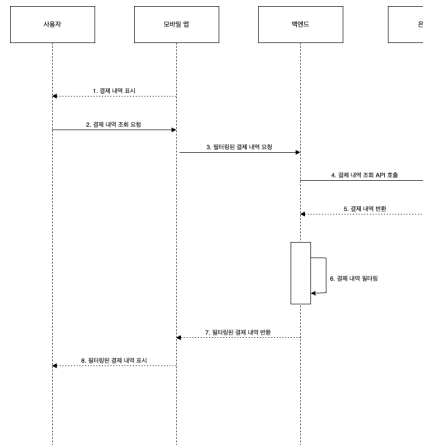 사용자
모바일 앱
백엔드
은
1. 결제 내역 표시
2. 결제 내역 조회 요청
3. 필터링된 결제 내역 요청
4. 결제 내역 조회 API 호출
5. 결제 내역 반환
6. 결제 내역 필터링
7. 필터링된 결제 내역 반환
8. 필터링된 결제 내역 표시